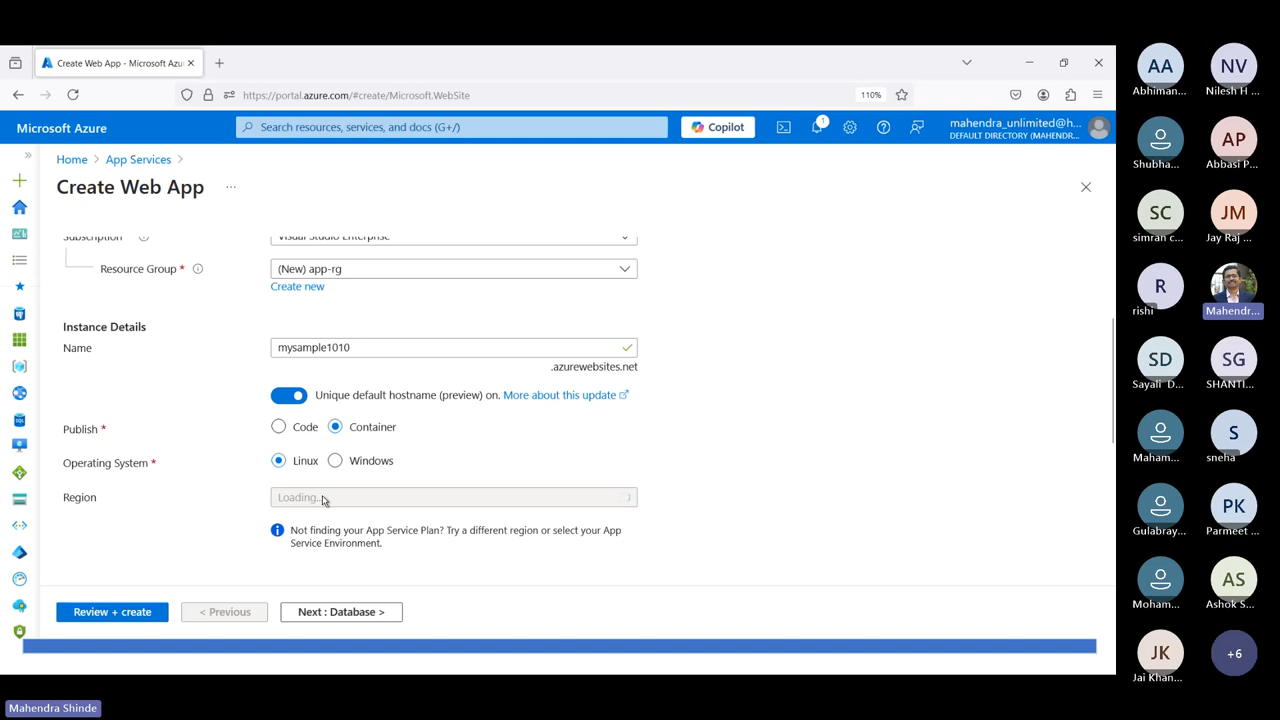 Create Web App - Microsoft Azu
https://portal.azure.com/#create/Microsoft.WebSite
110%
Microsoft Azure
Search resources, services, and docs (G+/)
Copilot
1
mahendra_unlimited@h...
DEFAULT DIRECTORY (MAHENDR...
Home > App Services >
Create Web App ...
Subscription
Visual Studio Enterprise
Resource Group *
(New) app-rg
Create new
Instance Details
Name
mysample1010
.azurewebsites.net
Unique default hostname (preview) on. More about this update
Publish *
Code
Container
Operating System *
Linux
Windows
Region
Loading...
Not finding your App Service Plan? Try a different region or select your App
Service Environment.
Review + create
< Previous
Next : Database >
AA
Abhiman...
NV
Nilesh H ...
Shubha...
AP
Abbasi P...
SC
simran c...
JM
Jay Raj ...
R
rishi
Mahendr...
SD
Sayali D...
SG
SHANTI...
Maham...
S
sneha
Gulabray...
PK
Parmeet ...
Moham...
AS
Ashok S...
JK
Jai Khan...
+6
Mahendra Shinde